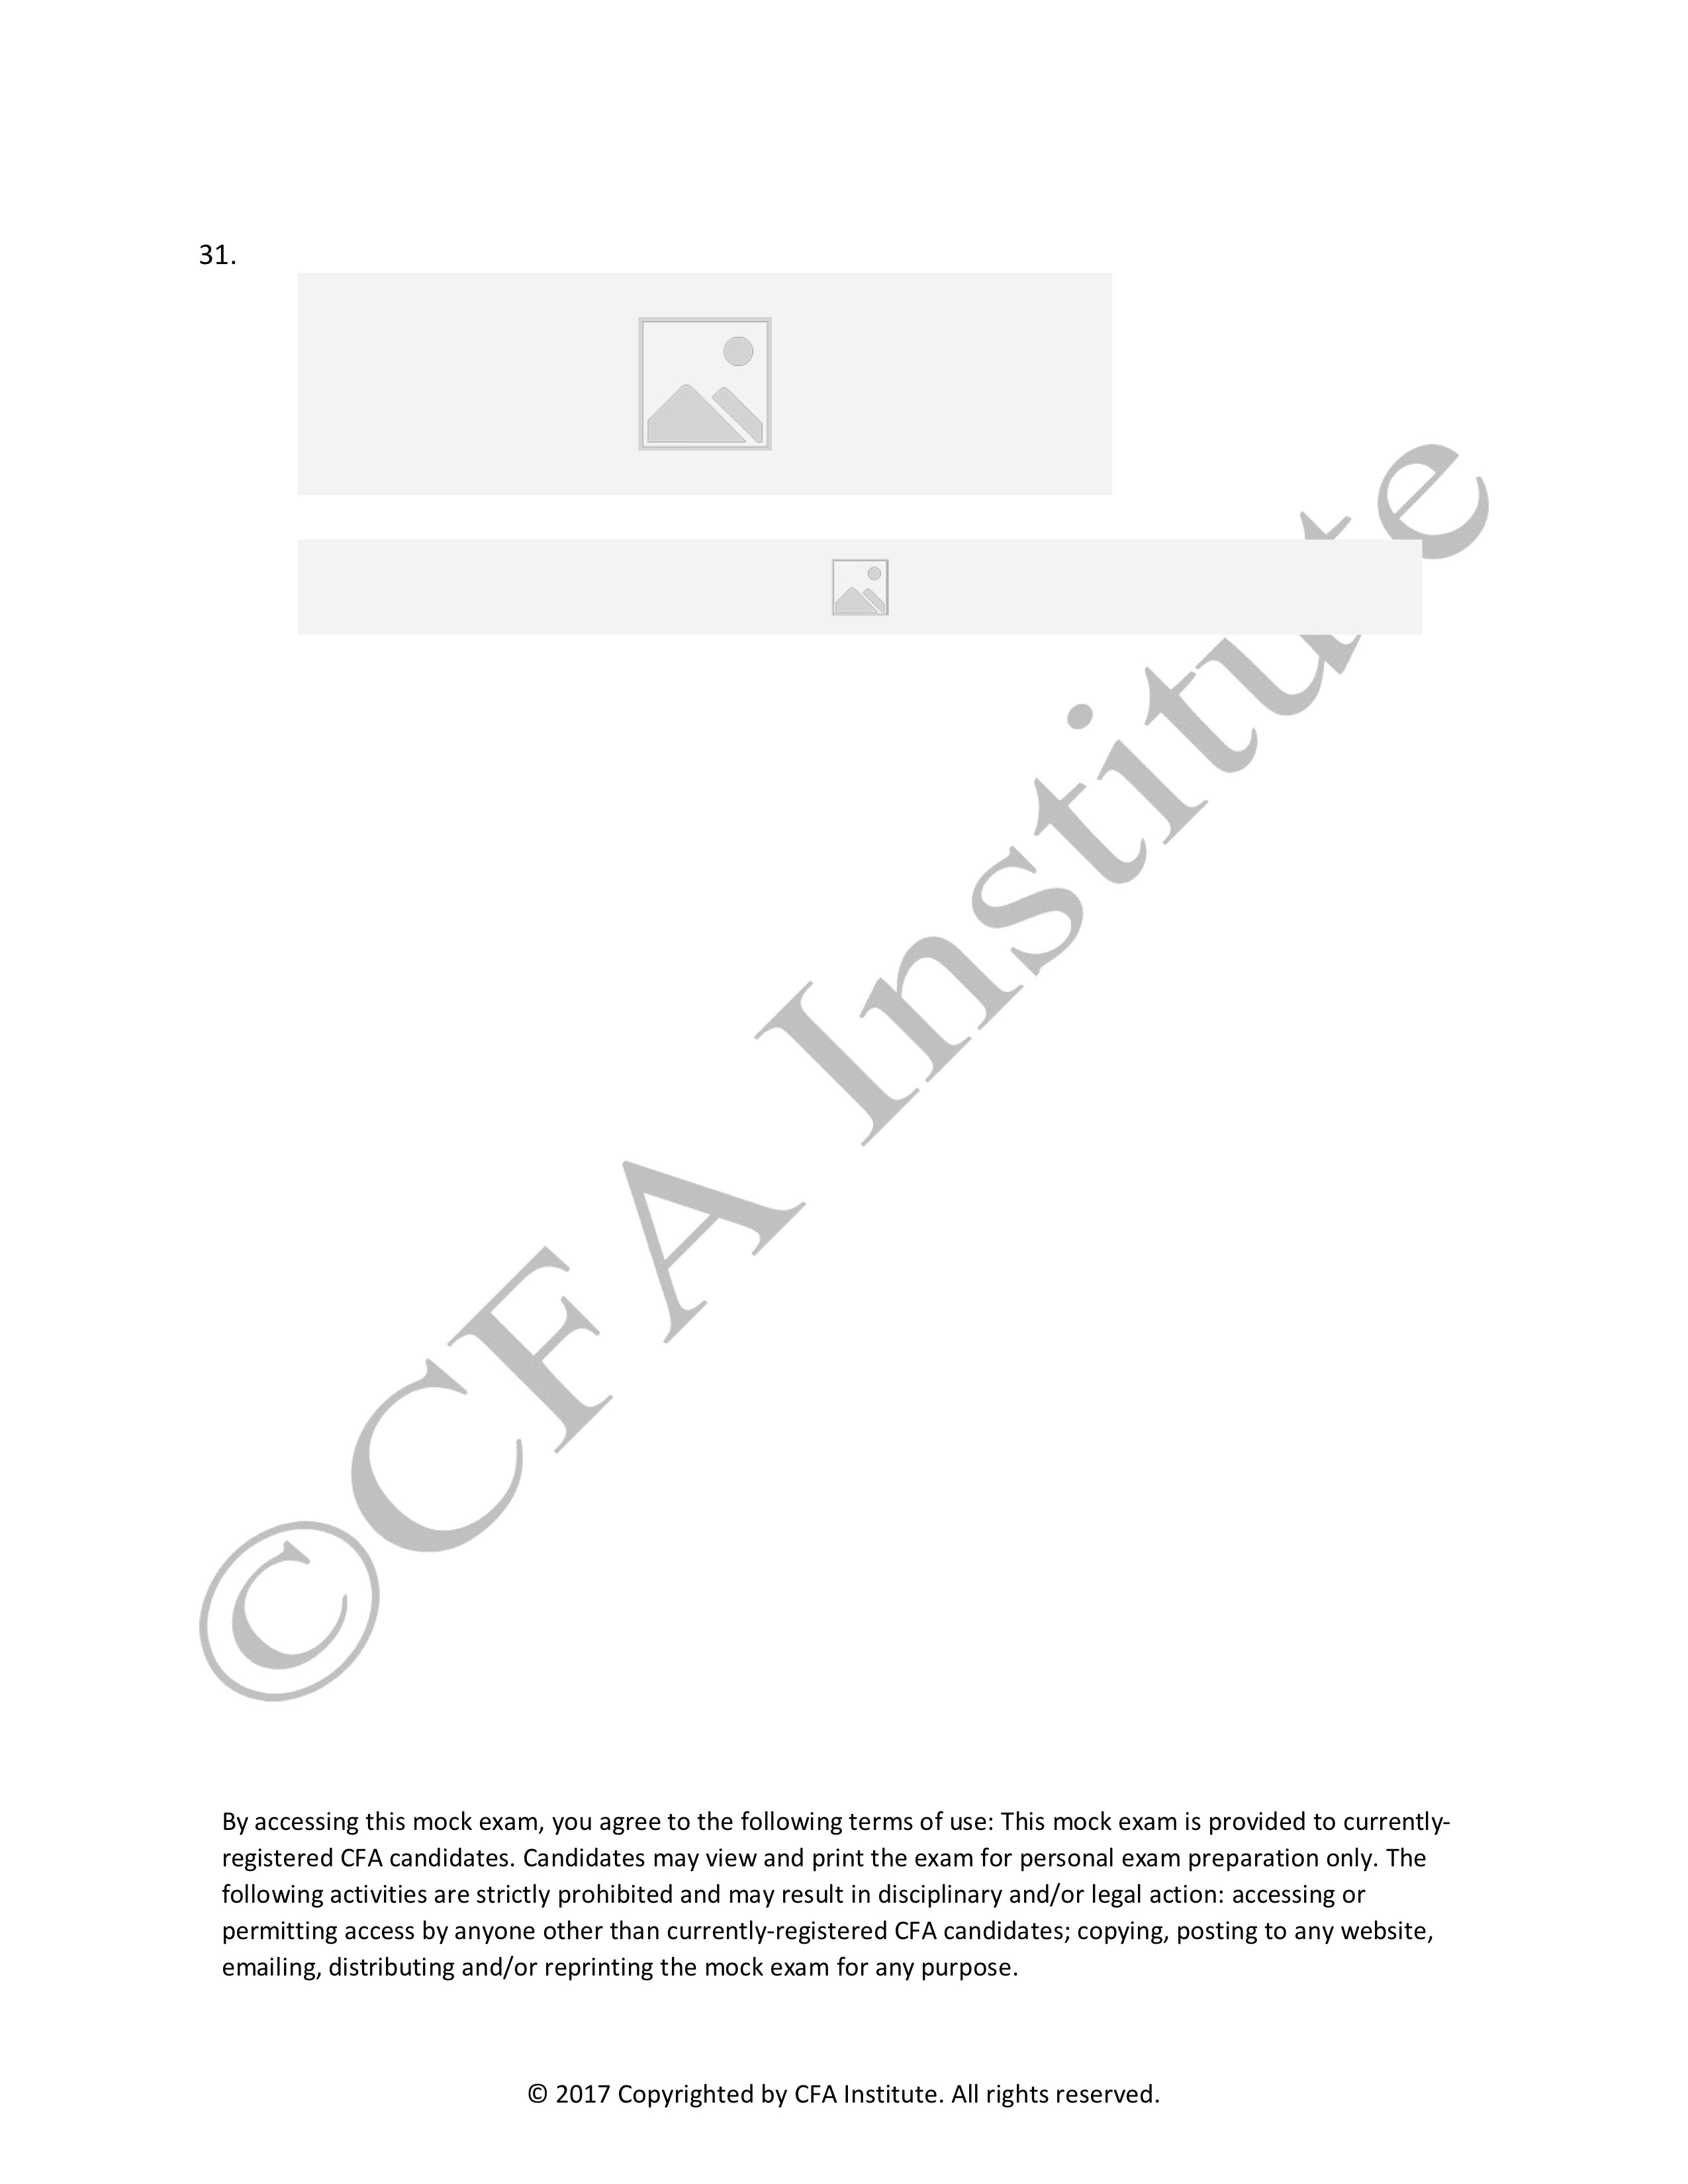 31.
©CFA Institute
By accessing this mock exam, you agree to the following terms of use: This mock exam is provided to currently-
registered CFA candidates. Candidates may view and print the exam for personal exam preparation only. The
following activities are strictly prohibited and may result in disciplinary and/or legal action: accessing or
permitting access by anyone other than currently-registered CFA candidates; copying, posting to any website,
emailing, distributing and/or reprinting the mock exam for any purpose.
© 2017 Copyrighted by CFA Institute. All rights reserved.